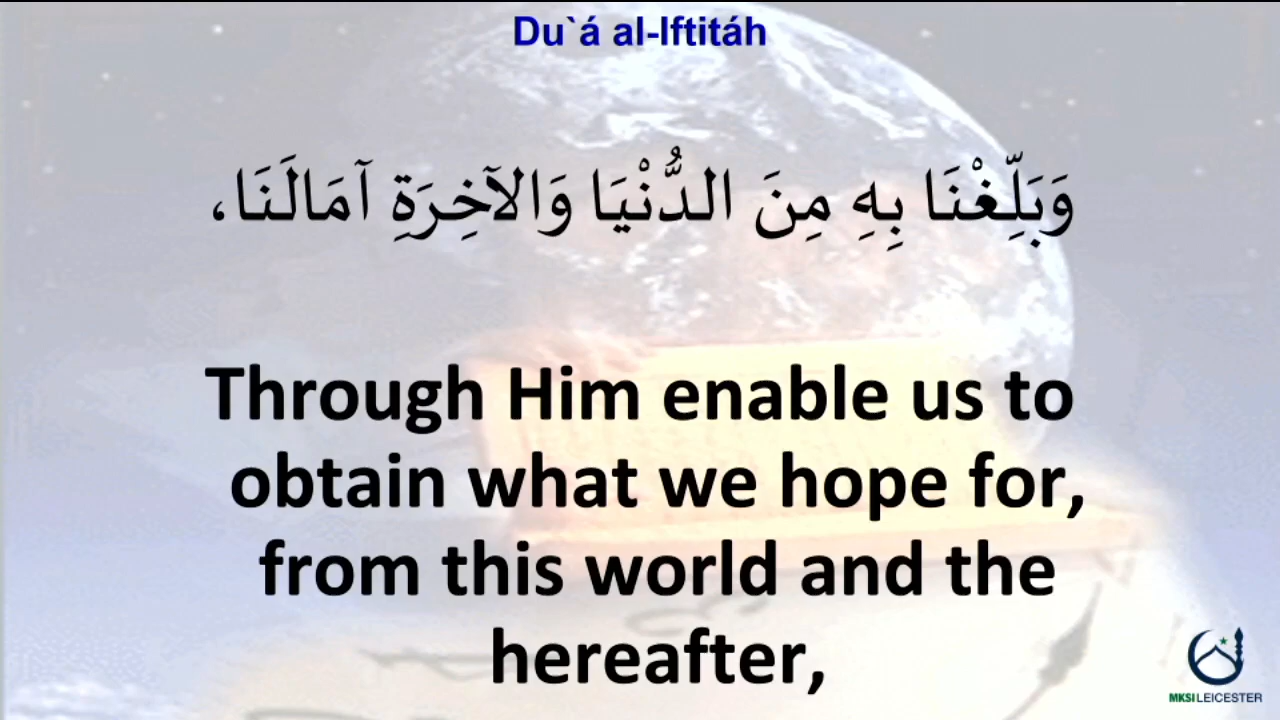 Du`á al-Iftitáh
وَبَلِّغْنَا بِهِ مِنَ الدُّنْيَا وَالآخِرَةِ آمَالَنَا،
Through Him enable us to
obtain what we hope for,
from this world and the
hereafter,
MKSI LEICESTER